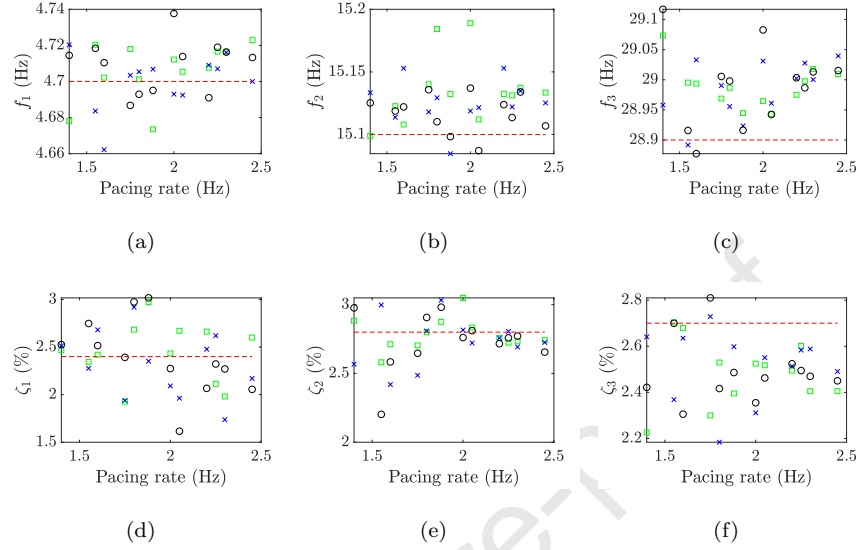 4.74 15.2 29.1
4.72 29.05
4.7 15.15 29
4.68 15.1 28.95
4.66 28.9
f1 (Hz) f2 (Hz) f3 (Hz)
1.5 2 2.5 1.5 2 2.5 1.5 2 2.5
Pacing rate (Hz) Pacing rate (Hz) Pacing rate (Hz)
(a) (b) (c)
3 3 2.8
2.5 2.5 2.6
2 2.4
1.5 2 2.2
ζ1 (%) ζ2 (%) ζ3 (%)
1.5 2 2.5 1.5 2 2.5 1.5 2 2.5
Pacing rate (Hz) Pacing rate (Hz) Pacing rate (Hz)
(d) (e) (f)